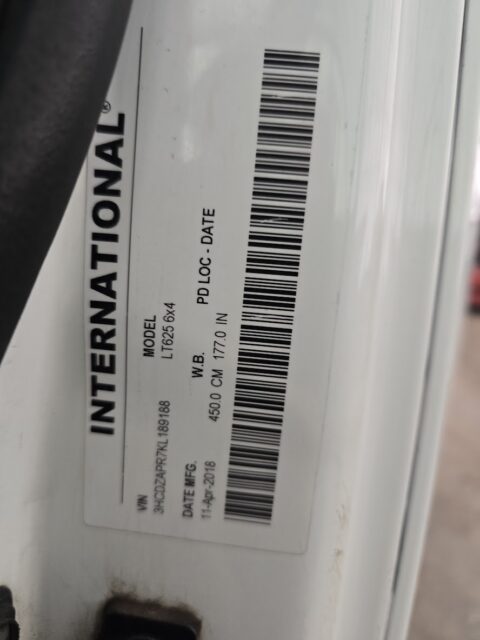 INTERNATIONAL®
VIN
3HCDZAPR7KL189188
MODEL
LT625 6x4
DATE MFG.
11-Apr-2018
W.B.
450.0 CM 177.0 IN
PD LOC - DATE